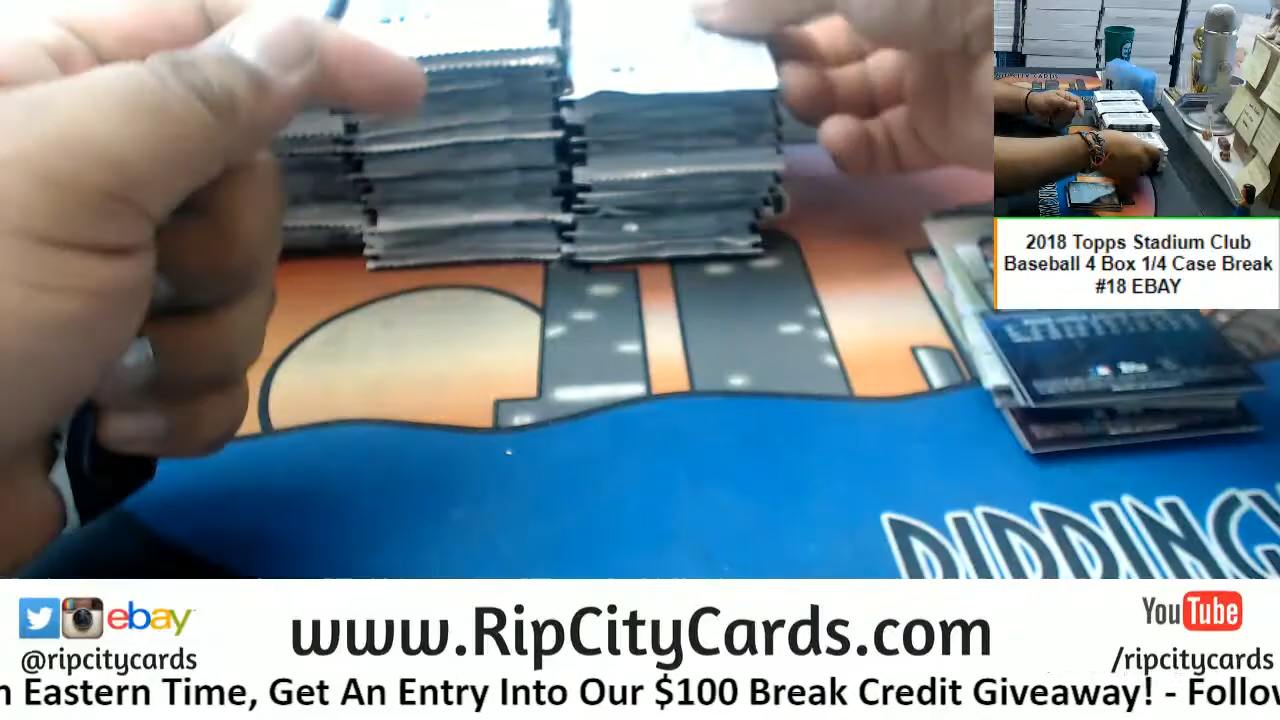 2018 Topps Stadium Club
Baseball 4 Box 1/4 Case Break
#18 EBAY
ebay
www.RipCityCards.com
YouTube
@ripcitycards
/ripcitycards
n Eastern Time, Get An Entry Into Our $100 Break Credit Giveaway! - Follow